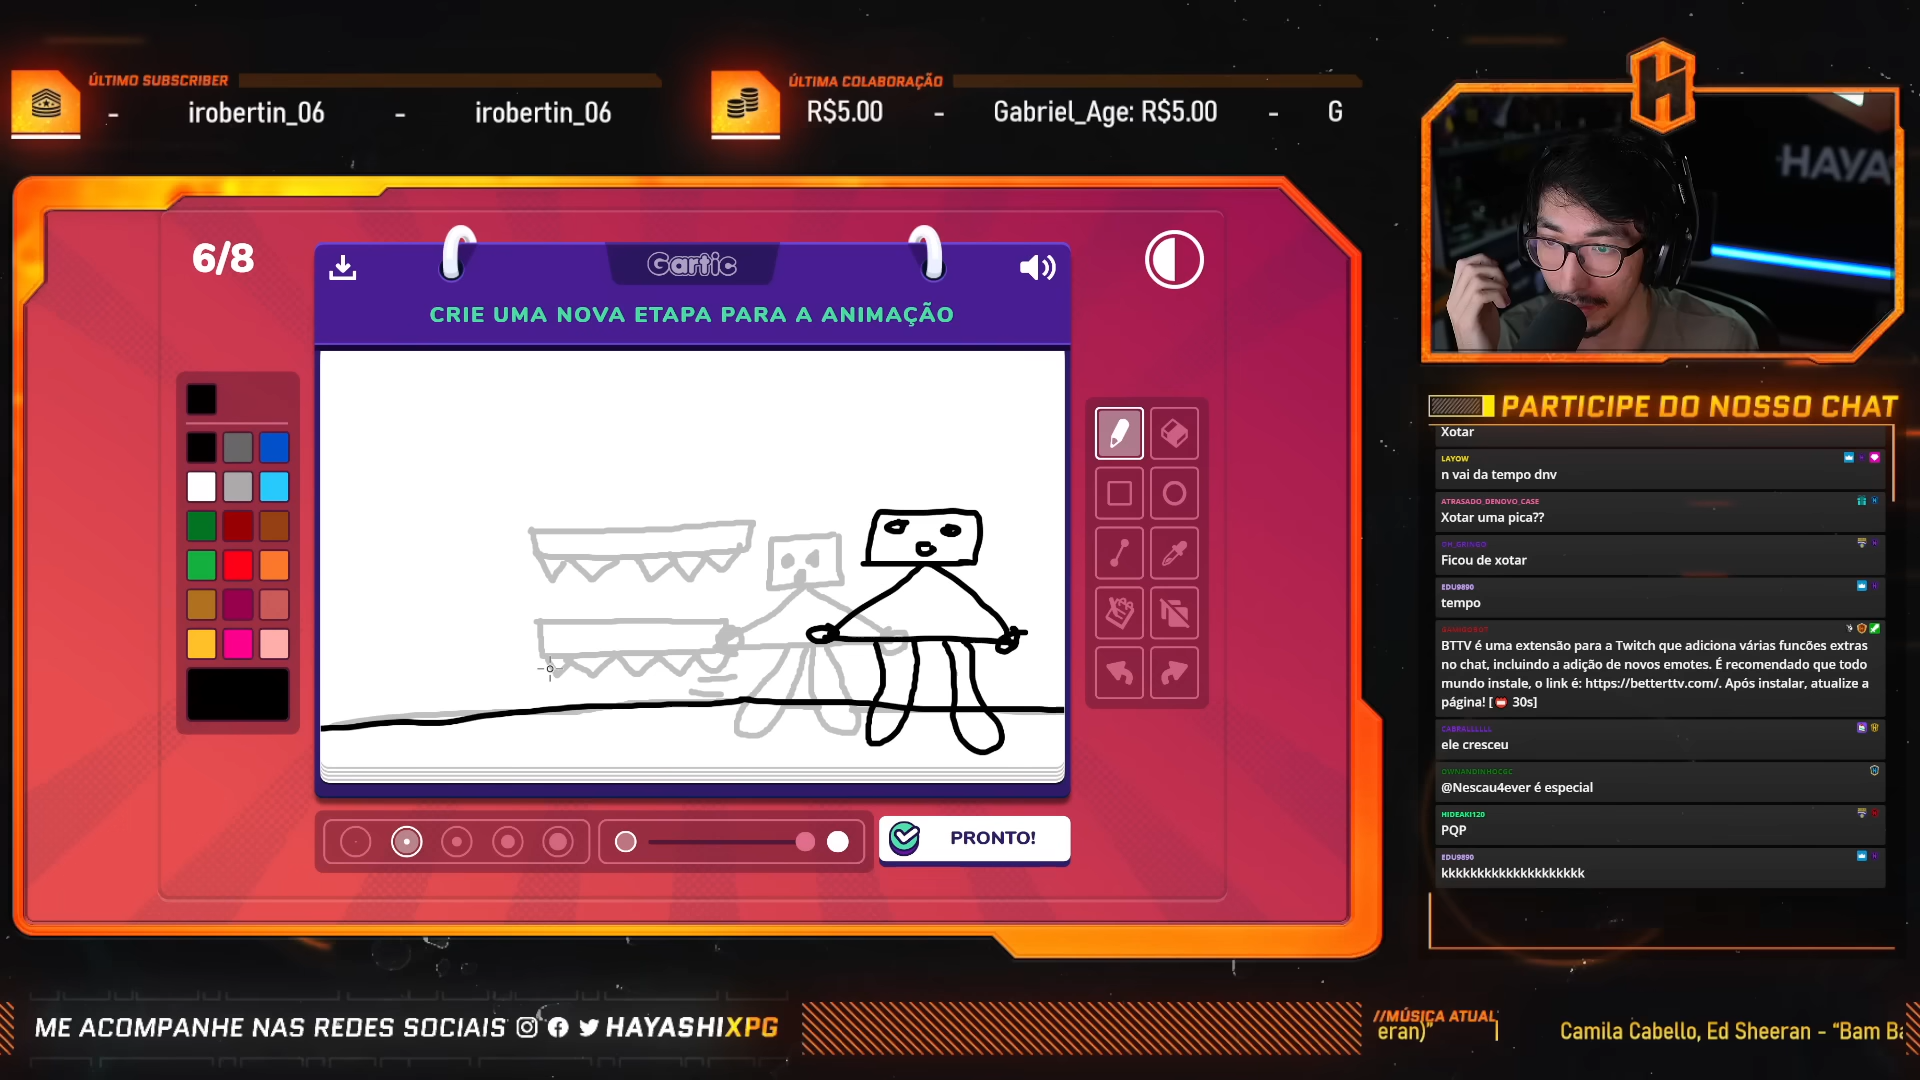 ÚLTIMO SUBSCRIBER
- irobertin_06 - irobertin_06
ÚLTIMA COLABORAÇÃO
R$5.00 - Gabriel_Age: R$5.00 - G
HAYA
6/8
Gartic
CRIE UMA NOVA ETAPA PARA A ANIMAÇÃO
PRONTO!
PARTICIPE DO NOSSO CHAT
Xotar
LAYOW
n vai da tempo dnv
ATRASADO_DENOVO_CASE
Xotar uma pica??
Ficou de xotar
EDU9890
tempo
BTTV é uma extensão para a Twitch que adiciona várias funcões extras
no chat, incluindo a adição de novos emotes. É recomendado que todo
mundo instale, o link é: https://betterttv.com/. Após instalar, atualize a
página! [ 30s]
ele cresceu
@Nescau4ever é especial
HIDEAKI120
PQP
EDU9890
kkkkkkkkkkkkkkkkkkkk
ME ACOMPANHE NAS REDES SOCIAIS HAYASHIXPG
//MÚSICA ATUAL
eran)” Camila Cabello, Ed Sheeran - “Bam Ba